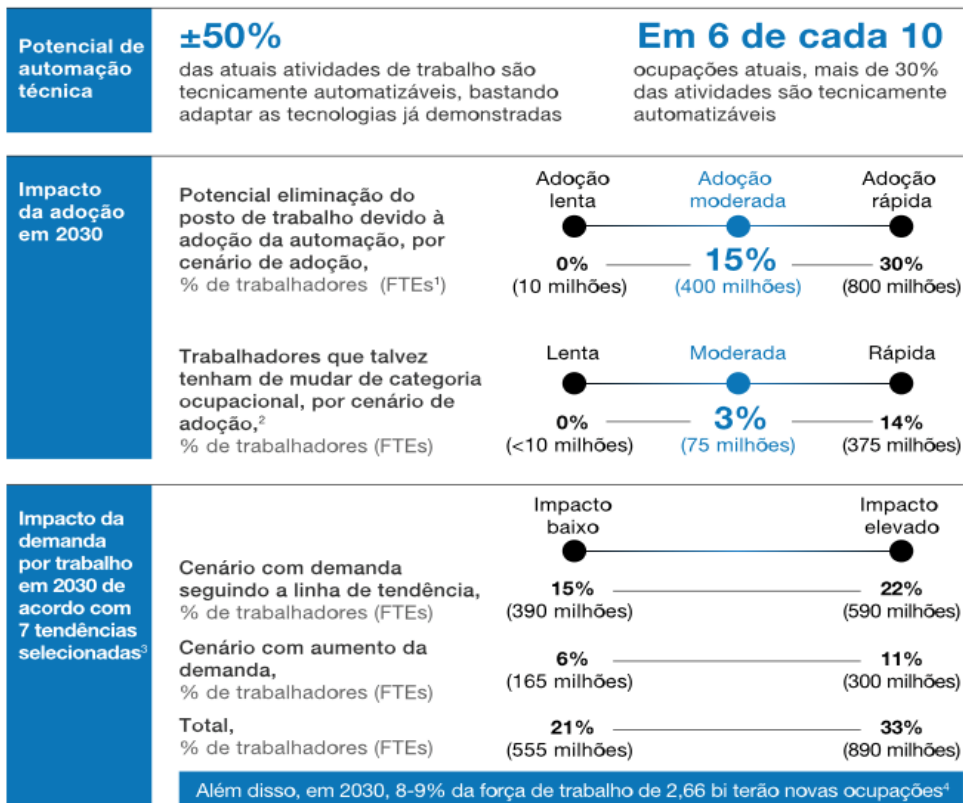 Potencial de
automação
técnica
±50%
das atuais atividades de trabalho são
tecnicamente automatizáveis, bastando
adaptar as tecnologias já demonstradas
Em 6 de cada 10
ocupações atuais, mais de 30%
das atividades são tecnicamente
automatizáveis
Impacto
da adoção
em 2030
Potencial eliminação do
posto de trabalho devido à
adoção da automação, por
cenário de adoção,
% de trabalhadores (FTEs¹)
Adoção
lenta
Adoção
moderada
Adoção
rápida
0%
(10 milhões)
15%
(400 milhões)
30%
(800 milhões)
Trabalhadores que talvez
tenham de mudar de categoria
ocupacional, por cenário de
adoção,²
% de trabalhadores (FTEs)
Lenta
Moderada
Rápida
0%
(<10 milhões)
3%
(75 milhões)
14%
(375 milhões)
Impacto da
demanda
por trabalho
em 2030 de
acordo com
7 tendências
selecionadas³
Impacto
baixo
Impacto
elevado
Cenário com demanda
seguindo a linha de tendência,
% de trabalhadores (FTEs)
15%
(390 milhões)
22%
(590 milhões)
Cenário com aumento da
demanda,
% de trabalhadores (FTEs)
6%
(165 milhões)
11%
(300 milhões)
Total,
% de trabalhadores (FTEs)
21%
(555 milhões)
33%
(890 milhões)
Além disso, em 2030, 8-9% da força de trabalho de 2,66 bi terão novas ocupações⁴